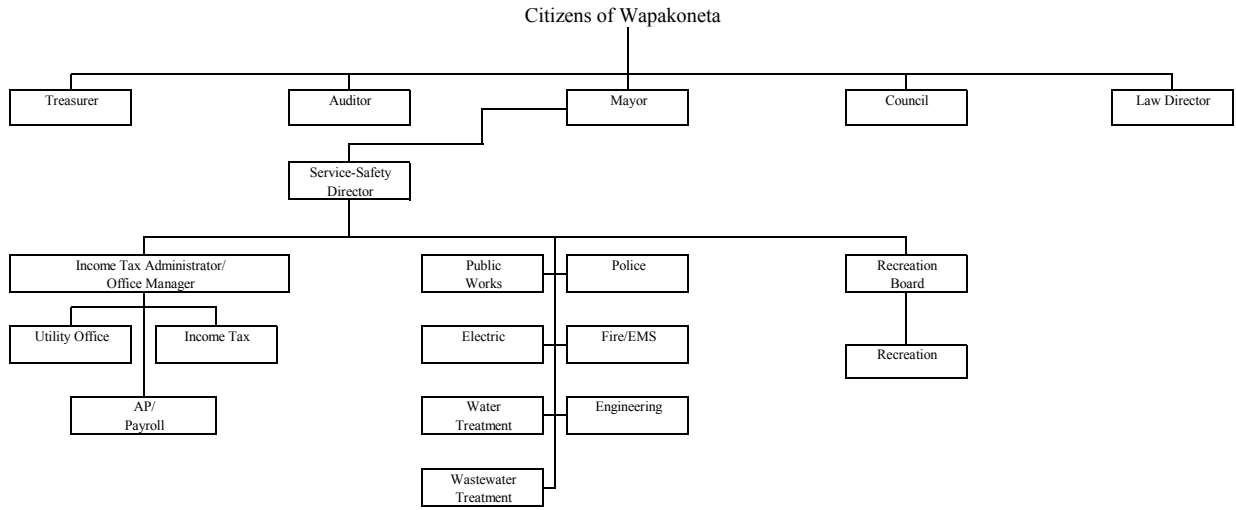 Citizens of Wapakoneta
Treasurer
Auditor
Mayor
Council
Law Director
Service-Safety
Director
Income Tax Administrator/
Office Manager
Public
Works
Police
Recreation
Board
Utility Office
Income Tax
Electric
Fire/EMS
Recreation
AP/
Payroll
Water
Treatment
Engineering
Wastewater
Treatment